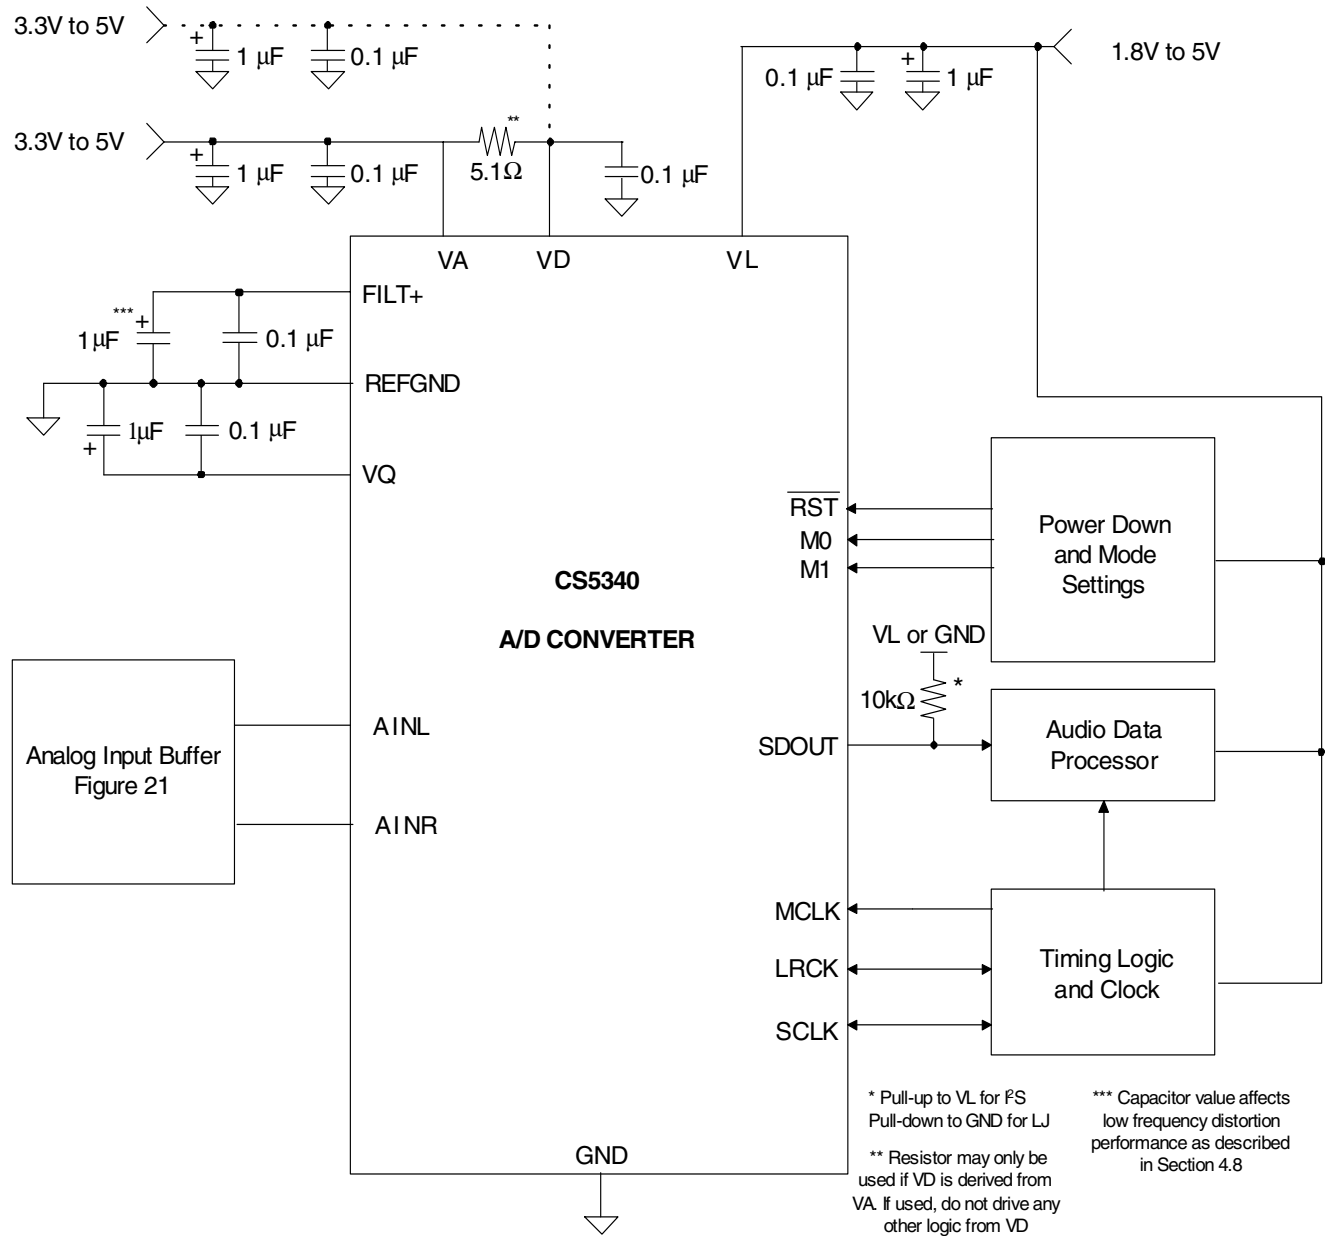 3.3V to 5V
+
1 µF
0.1 µF
0.1 µF
+
1 µF
1.8V to 5V
3.3V to 5V
+
1 µF
0.1 µF
**
5.1Ω
0.1 µF
VA
VD
VL
FILT+
***
+
1µF
0.1 µF
REFGND
1µF
0.1 µF
+
VQ
RST
M0
M1
Power Down
and Mode
Settings
CS5340
A/D CONVERTER
VL or GND
*
10kΩ
Analog Input Buffer
Figure 21
AINL
AINR
SDOUT
Audio Data
Processor
MCLK
LRCK
SCLK
Timing Logic
and Clock
GND
* Pull-up to VL for I²S
Pull-down to GND for LJ
** Resistor may only be
used if VD is derived from
VA. If used, do not drive any
other logic from VD
*** Capacitor value affects
low frequency distortion
performance as described
in Section 4.8